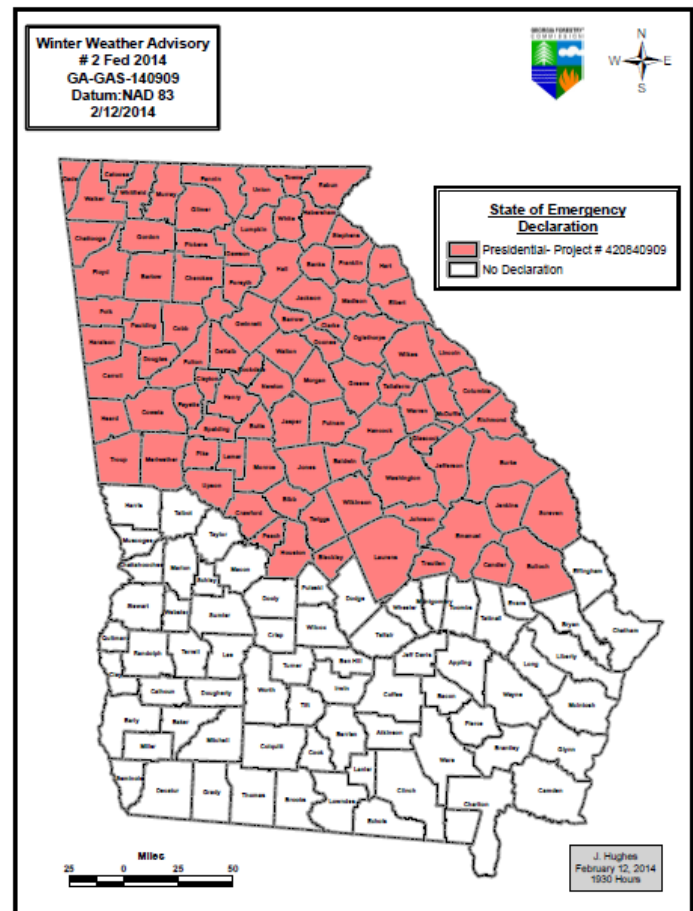 Winter Weather Advisory
# 2 Fed 2014
GA-GAS-140909
Datum:NAD 83
2/12/2014
GEORGIA FORESTRY
COMMISSION
N
W E
S
State of Emergency
Declaration
Presidential- Project # 420840909
No Declaration
Dade
Catoosa
Whitfield
Murray
Fannin
Union
Towns
Rabun
Walker
Gilmer
White
Habersham
Lumpkin
Stephens
Chattooga
Gordon
Pickens
Dawson
Hall
Banks
Franklin
Hart
Floyd
Bartow
Cherokee
Forsyth
Jackson
Madison
Elbert
Polk
Paulding
Cobb
Gwinnett
Barrow
Clarke
Oconee
Oglethorpe
Haralson
Douglas
Fulton
DeKalb
Walton
Wilkes
Lincoln
Carroll
Clayton
Rockdale
Newton
Morgan
Greene
Taliaferro
Columbia
Fayette
Henry
Warren
McDuffie
Heard
Coweta
Spalding
Butts
Jasper
Putnam
Hancock
Glascock
Richmond
Troup
Meriwether
Pike
Lamar
Monroe
Jones
Baldwin
Washington
Jefferson
Burke
Upson
Bibb
Wilkinson
Jenkins
Screven
Harris
Talbot
Crawford
Twiggs
Johnson
Emanuel
Muscogee
Taylor
Peach
Houston
Bleckley
Laurens
Treutlen
Candler
Bulloch
Effingham
Chattahoochee
Marion
Macon
Schley
Pulaski
Dodge
Dooly
Wheeler
Montgomery
Toombs
Evans
Stewart
Webster
Sumter
Wilcox
Telfair
Tattnall
Bryan
Chatham
Quitman
Randolph
Terrell
Lee
Crisp
Turner
Ben Hill
Jeff Davis
Appling
Long
Liberty
Calhoun
Dougherty
Worth
Tift
Irwin
Coffee
Bacon
Wayne
McIntosh
Early
Baker
Mitchell
Colquitt
Cook
Berrien
Atkinson
Pierce
Brantley
Glynn
Miller
Lanier
Ware
Seminole
Decatur
Grady
Thomas
Brooks
Lowndes
Echols
Clinch
Charlton
Camden
Miles
25 0 25 50
J. Hughes
February 12, 2014
1930 Hours